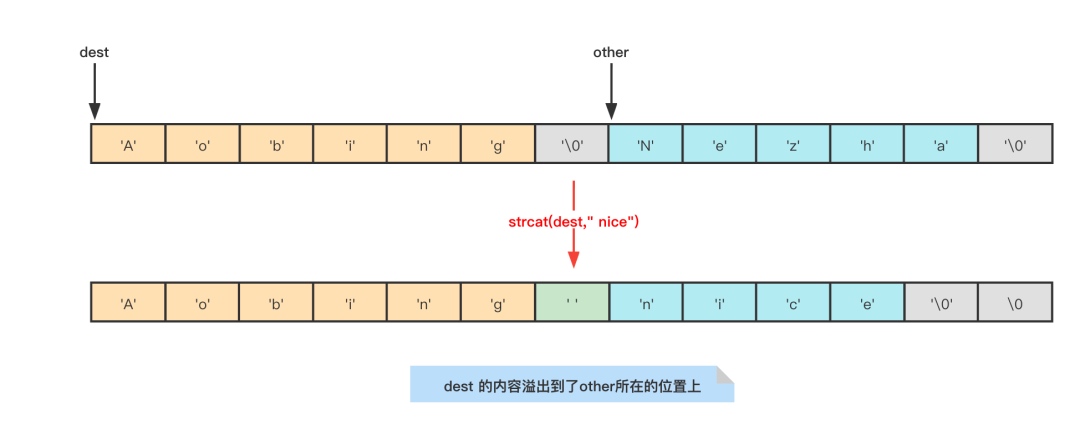 dest other
'A' 'o' 'b' 'i' 'n' 'g' '\0' 'N' 'e' 'z' 'h' 'a' '\0'
strcat(dest," nice")
'A' 'o' 'b' 'i' 'n' 'g' ' ' 'n' 'i' 'c' 'e' '\0' \0
dest 的内容溢出到了other所在的位置上